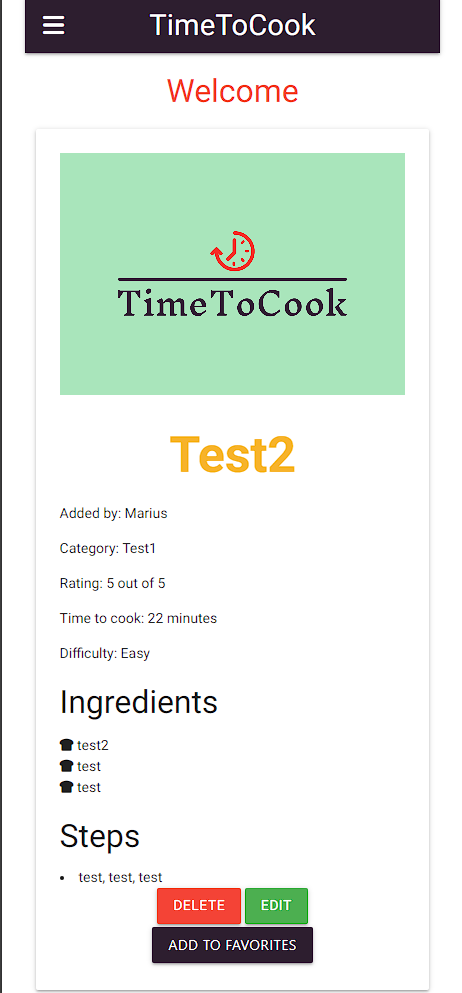 TimeToCook
Welcome
TimeToCook
Test2
Added by: Marius
Category: Test1
Rating: 5 out of 5
Time to cook: 22 minutes
Difficulty: Easy
Ingredients
test2
test
test
Steps
test, test, test
DELETE EDIT
ADD TO FAVORITES